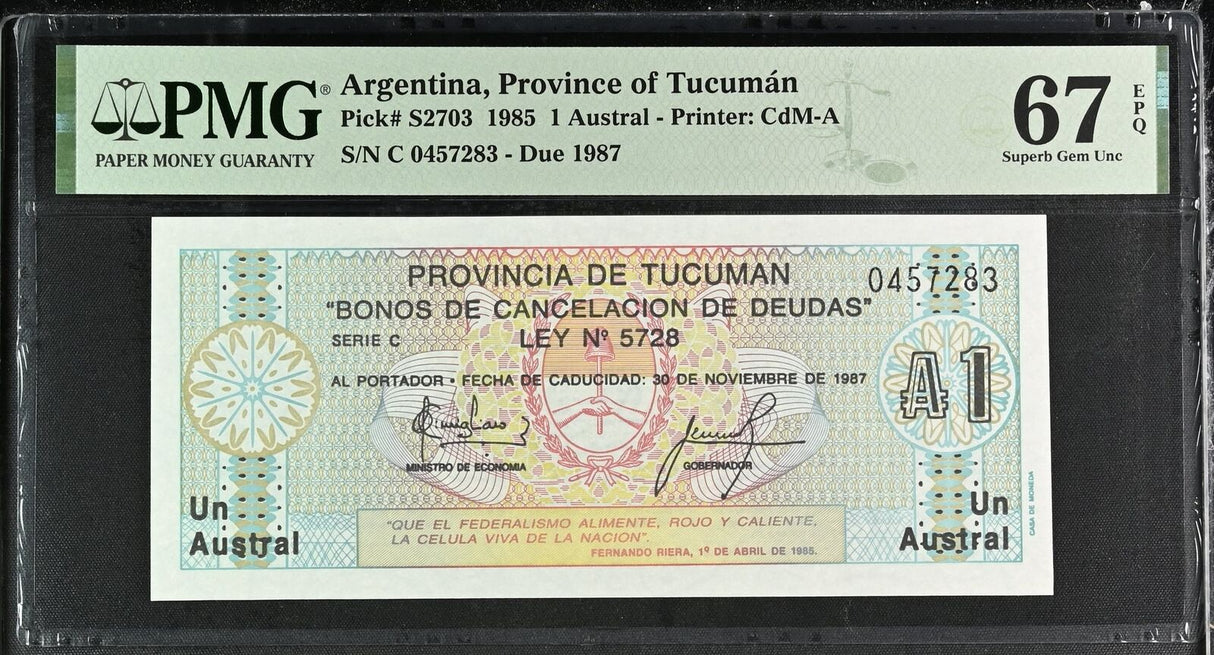 PMG®
PAPER MONEY GUARANTY
Argentina, Province of Tucumán
Pick# S2703 1985 1 Austral - Printer: CdM-A
S/N C 0457283 - Due 1987
67
EPQ
Superb Gem Unc
PROVINCIA DE TUCUMAN
0457283
"BONOS DE CANCELACION DE DEUDAS"
SERIE C
LEY Nº 5728
AL PORTADOR • FECHA DE CADUCIDAD: 30 DE NOVIEMBRE DE 1987
₳1
MINISTRO DE ECONOMIA
GOBERNADOR
Un
Austral
"QUE EL FEDERALISMO ALIMENTE, ROJO Y CALIENTE,
LA CELULA VIVA DE LA NACION".
FERNANDO RIERA, 1º DE ABRIL DE 1985.
Un
Austral
CASA DE MONEDA